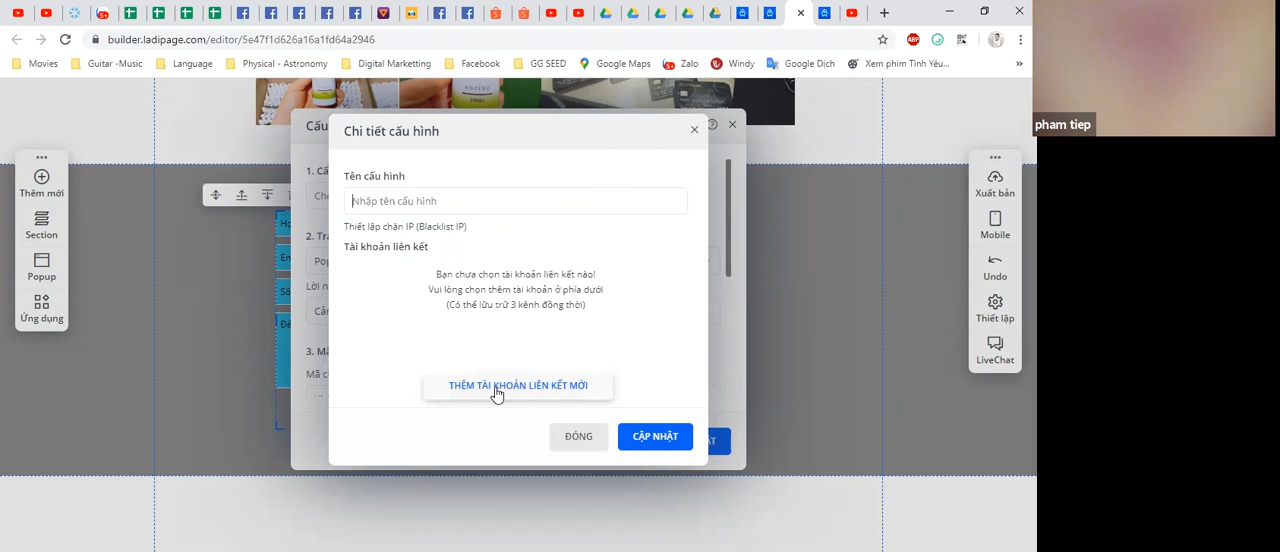 builder.ladipage.com/editor/5e47f1d626a16a1fd64a2946
ABP
Movies
Guitar -Music
Language
Physical - Astronomy
Digital Marketting
Facebook
GG SEED
Google Maps
Zalo
Windy
Google Dịch
Xem phim Tình Yêu...
»
pham tiep
Thêm mới
Section
Popup
Ứng dụng
Chi tiết cấu hình
Tên cấu hình
Nhập tên cấu hình
Thiết lập chặn IP (Blacklist IP)
Tài khoản liên kết
Bạn chưa chọn tài khoản liên kết nào!
Vui lòng chọn thêm tài khoản ở phía dưới
(Có thể lữu trữ 3 kênh đồng thời)
THÊM TÀI KHOẢN LIÊN KẾT MỚI
ĐÓNG
CẬP NHẬT
Xuất bản
Mobile
Undo
Thiết lập
LiveChat